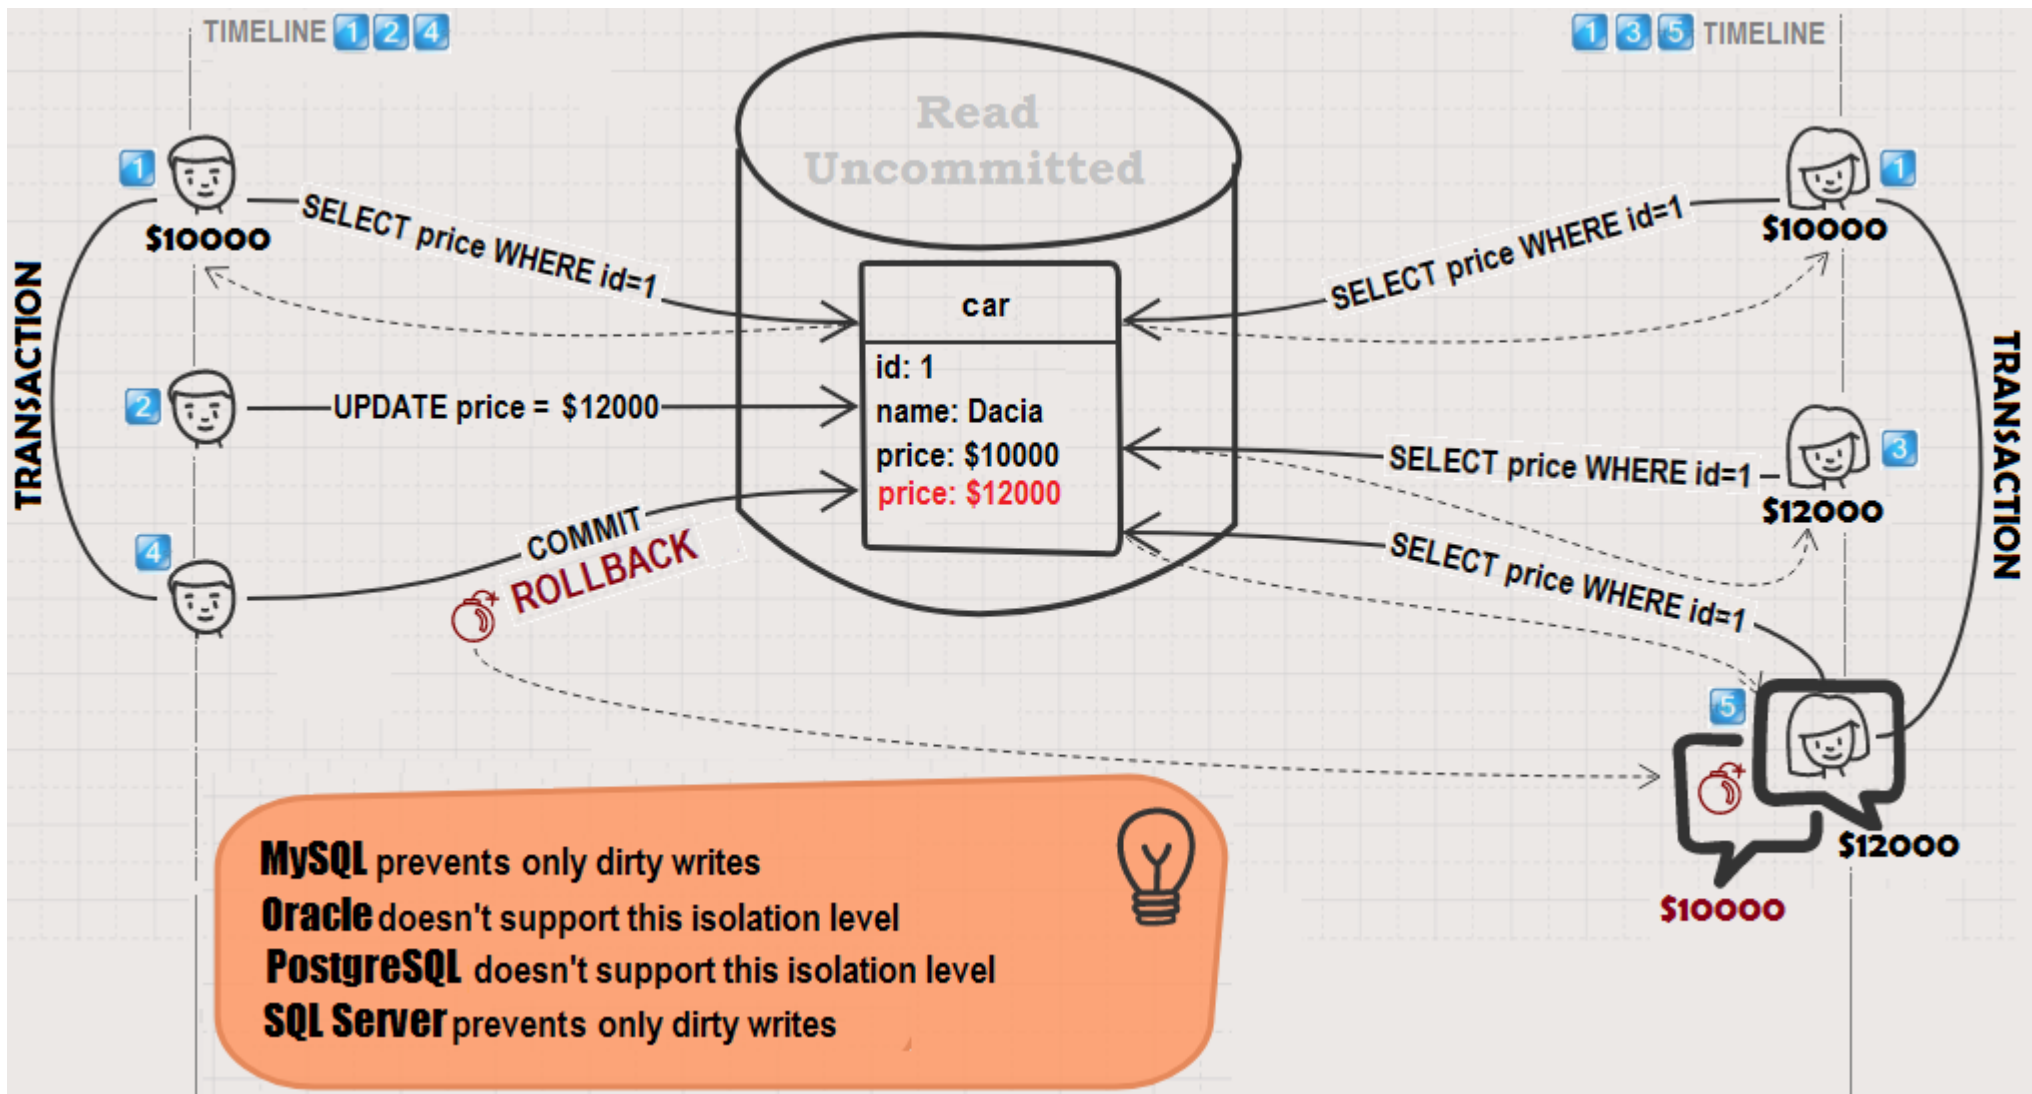 TIMELINE 1 2 4
1 3 5 TIMELINE
Read
Uncommitted
1
$10000
SELECT price WHERE id=1
SELECT price WHERE id=1
1
$10000
TRANSACTION
TRANSACTION
car
id: 1
name: Dacia
price: $10000
price: $12000
2
UPDATE price = $12000
SELECT price WHERE id=1
3
$12000
4
COMMIT
ROLLBACK
SELECT price WHERE id=1
5
$12000
$10000
MySQL prevents only dirty writes
Oracle doesn't support this isolation level
PostgreSQL doesn't support this isolation level
SQL Server prevents only dirty writes